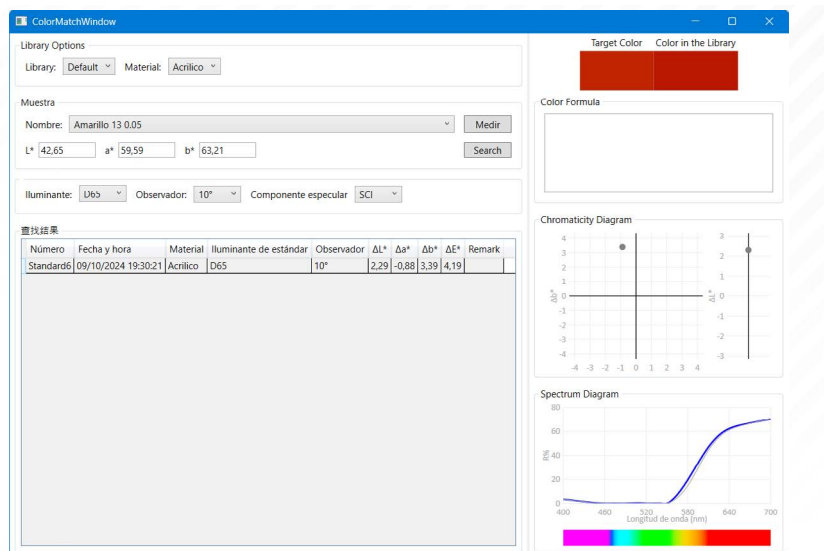 ColorMatchWindow
Library Options
Library: Default Material: Acrilico
Muestra
Nombre: Amarillo 13 0.05 Medir
L* 42,65 a* 59,59 b* 63,21 Search
Iluminante: D65 Observador: 10° Componente especular SCI
查找結果
Número Fecha y hora Material Iluminante de estándar Observador ΔL* Δa* Δb* ΔE* Remark
Standard6 09/10/2024 19:30:21 Acrilico D65 10° 2,29 -0,88 3,39 4,19
Target Color Color in the Library
Color Formula
Chromaticity Diagram
4
3
2
1
0
-1
-2
-3
-4
Δb*
-4 -3 -2 -1 0 1 2 3 4
3
2
1
0
-1
-2
-3
ΔL*
Spectrum Diagram
80
60
40
20
0
R%
400 480 520 580 640 700
Longitud de onda (nm)